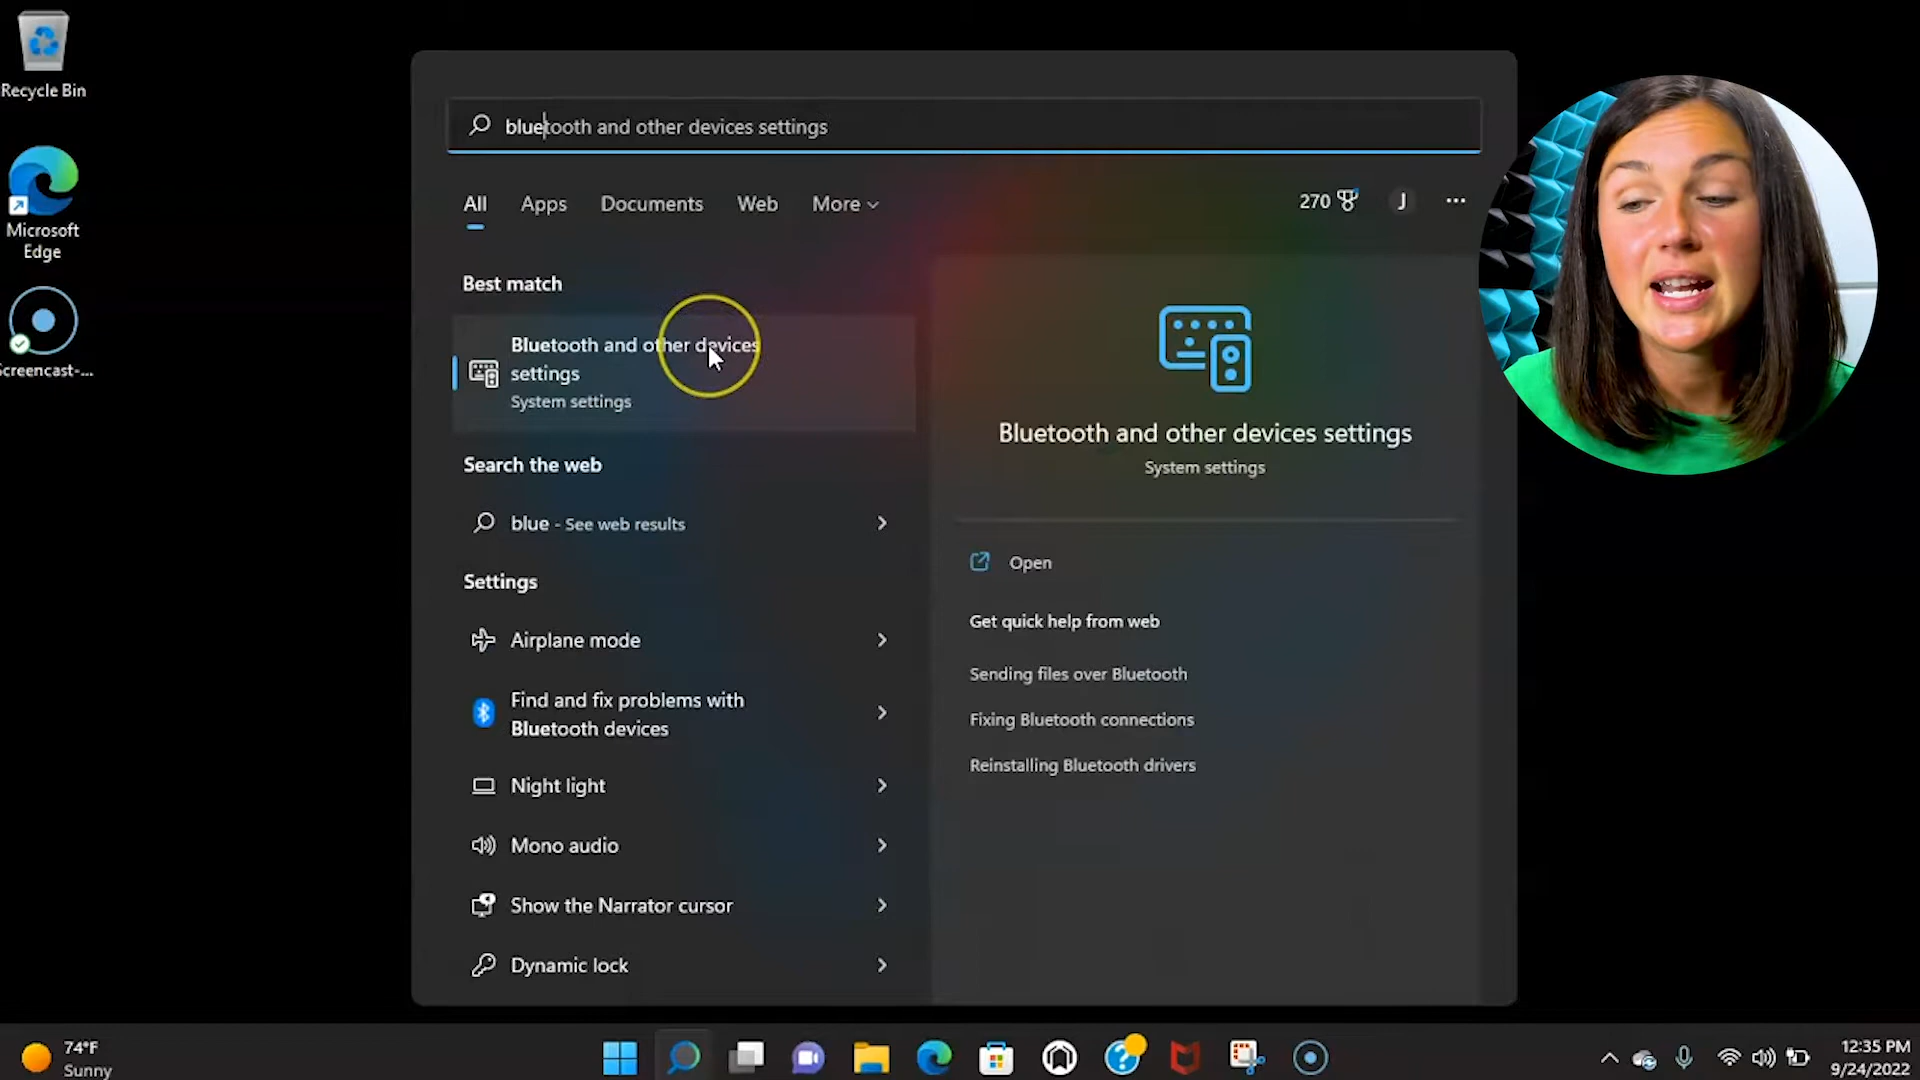 Recycle Bin
Microsoft
Edge
Screencast-...
bluetooth and other devices settings
All
Apps
Documents
Web
More
270
J
Best match
Bluetooth and other devices
settings
System settings
Search the web
blue - See web results
Settings
Airplane mode
Find and fix problems with
Bluetooth devices
Night light
Mono audio
Show the Narrator cursor
Dynamic lock
Bluetooth and other devices settings
System settings
Open
Get quick help from web
Sending files over Bluetooth
Fixing Bluetooth connections
Reinstalling Bluetooth drivers
74°F
Sunny
12:35 PM
9/24/2022